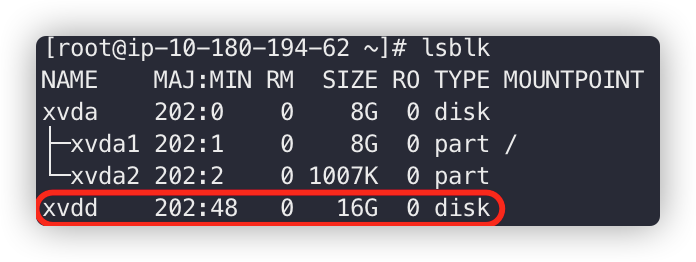 [root@ip-10-180-194-62 ~]# lsblk
NAME    MAJ:MIN RM  SIZE RO TYPE MOUNTPOINT
xvda    202:0    0    8G  0 disk
├─xvda1 202:1    0    8G  0 part /
└─xvda2 202:2    0 1007K  0 part
xvdd    202:48   0   16G  0 disk